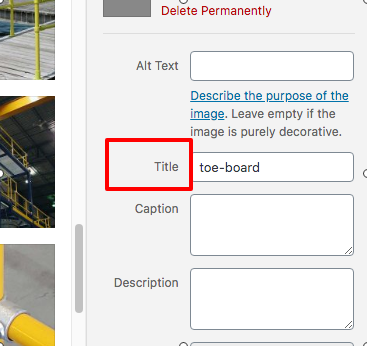 Delete Permanently
Alt Text
Describe the purpose of the
image. Leave empty if the
image is purely decorative.
Title
toe-board
Caption
Description